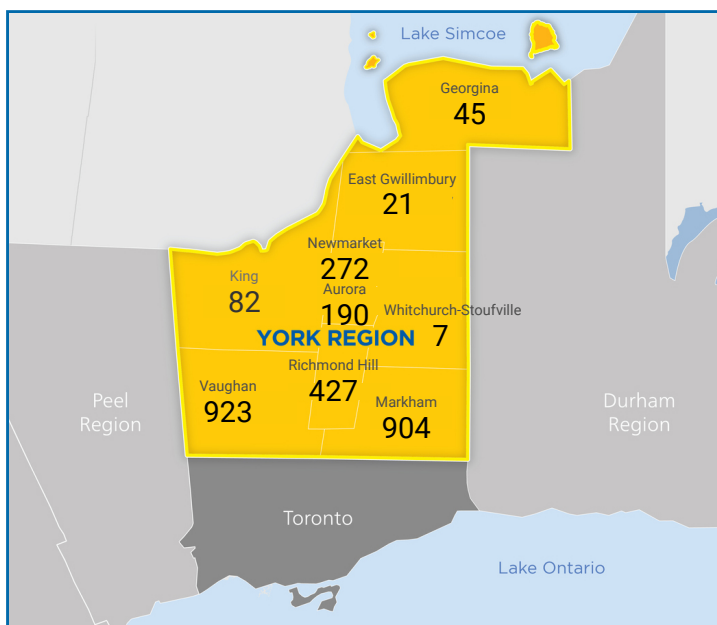 Lake Simcoe
Georgina
45
East Gwillimbury
21
Newmarket
272
King
82
Aurora
190
Whitchurch-Stoufville
7
YORK REGION
Richmond Hill
427
Vaughan
923
Markham
904
Peel
Region
Durham
Region
Toronto
Lake Ontario